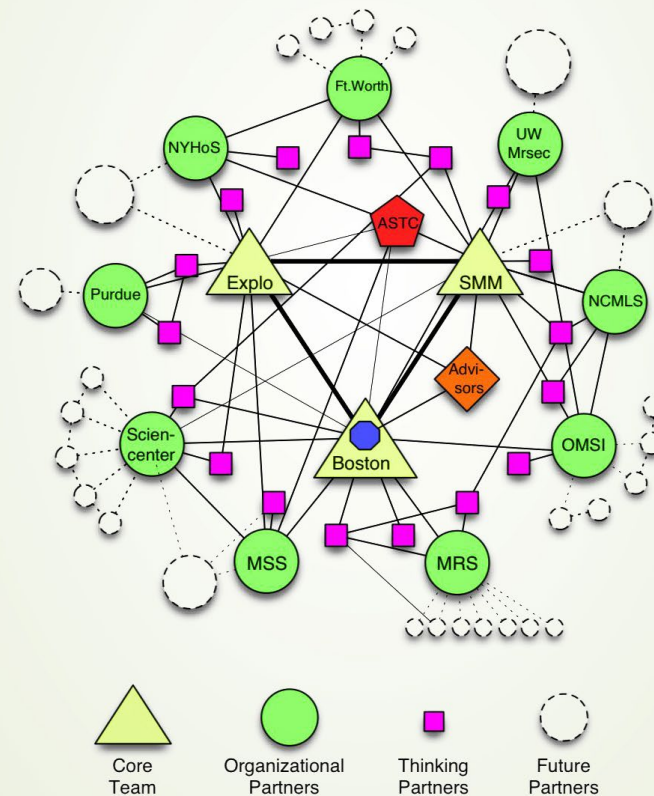 Ft.Worth
UW
Mrsec
NYHoS
ASTC
Explo
SMM
Purdue
NCMLS
Advi-
sors
Scien-
center
Boston
OMSI
MSS
MRS
Core
Team
Organizational
Partners
Thinking
Partners
Future
Partners